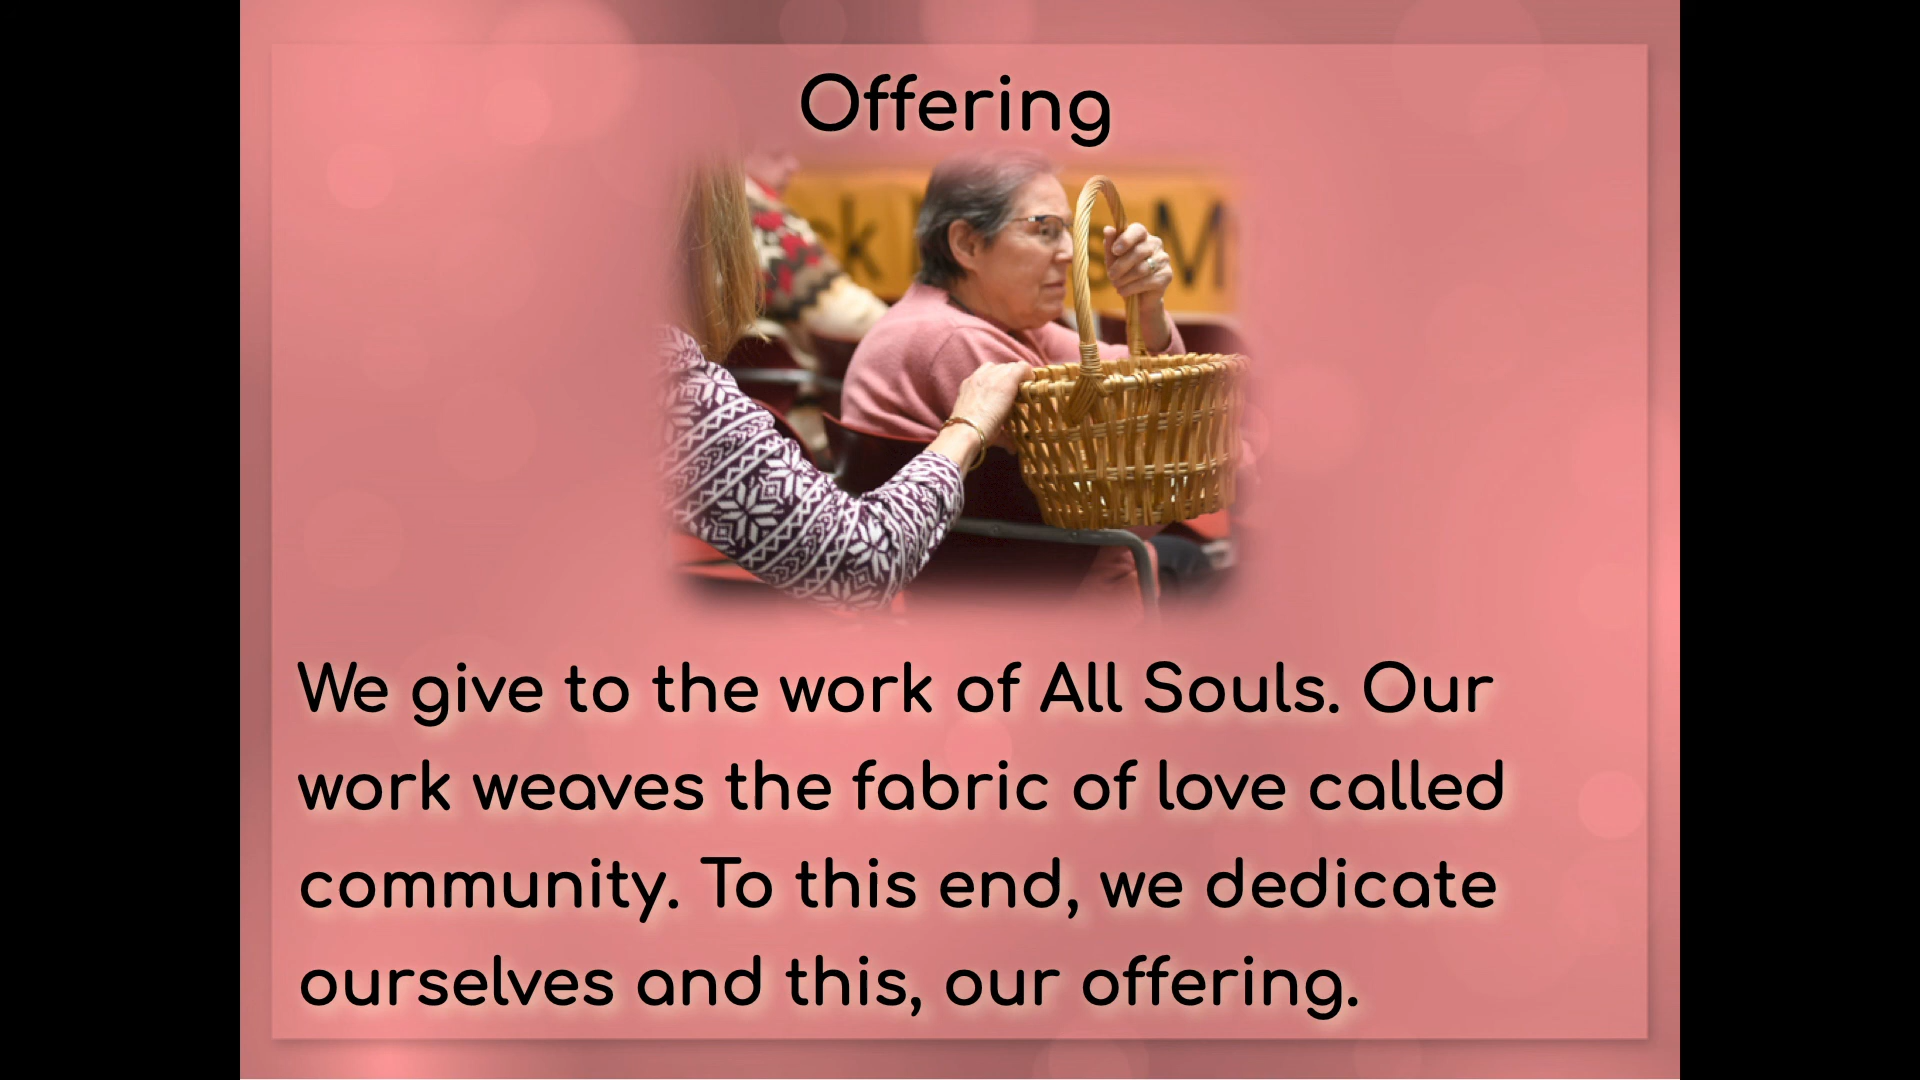 Offering
k s M
We give to the work of All Souls. Our
work weaves the fabric of love called
community. To this end, we dedicate
ourselves and this, our offering.